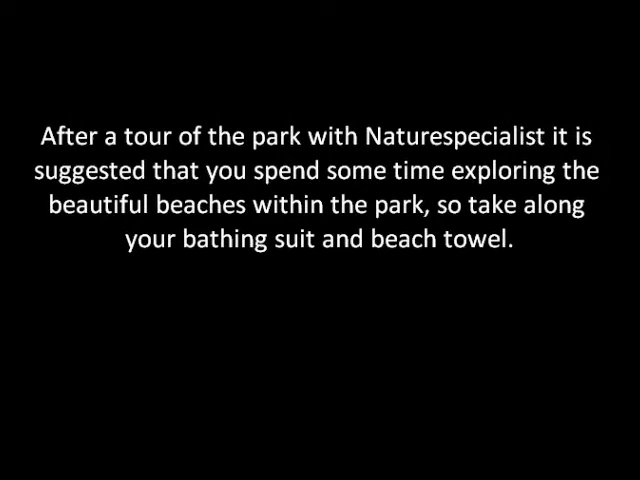 After a tour of the park with Naturespecialist it is
suggested that you spend some time exploring the
beautiful beaches within the park, so take along
your bathing suit and beach towel.